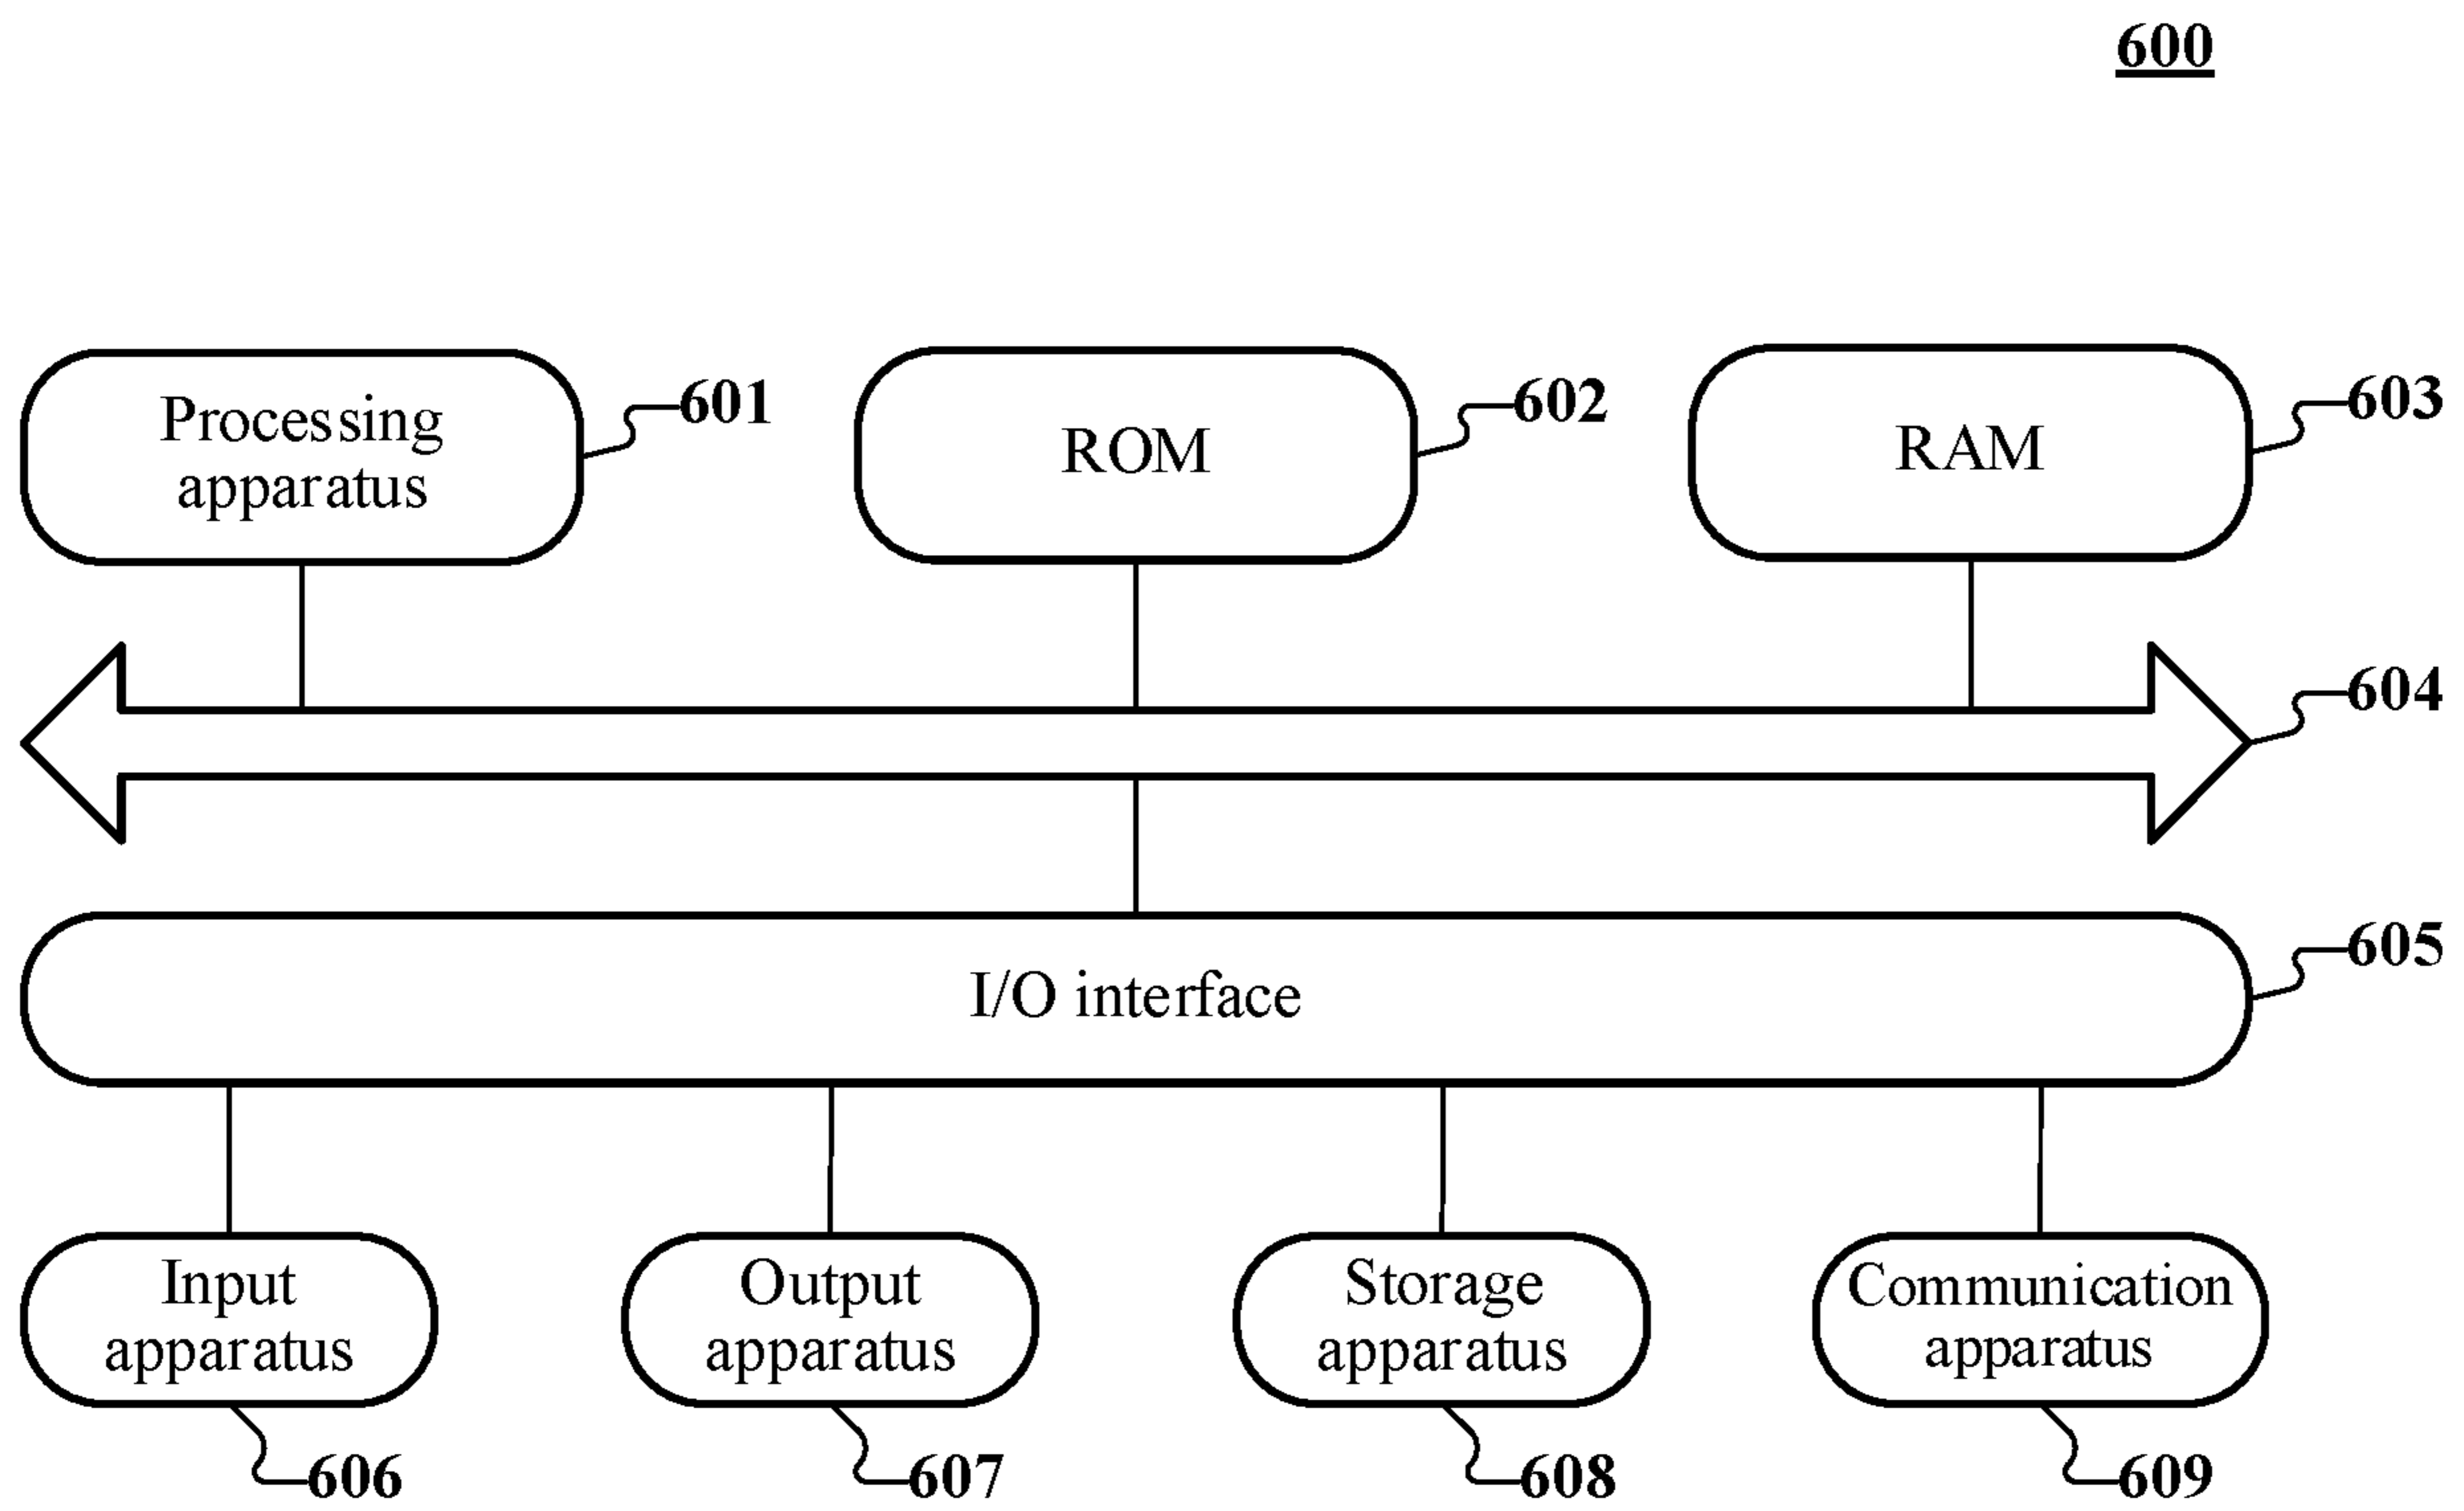 600
Processing
apparatus
601
ROM
602
RAM
603
604
I/O interface
605
Input
apparatus
606
Output
apparatus
607
Storage
apparatus
608
Communication
apparatus
609